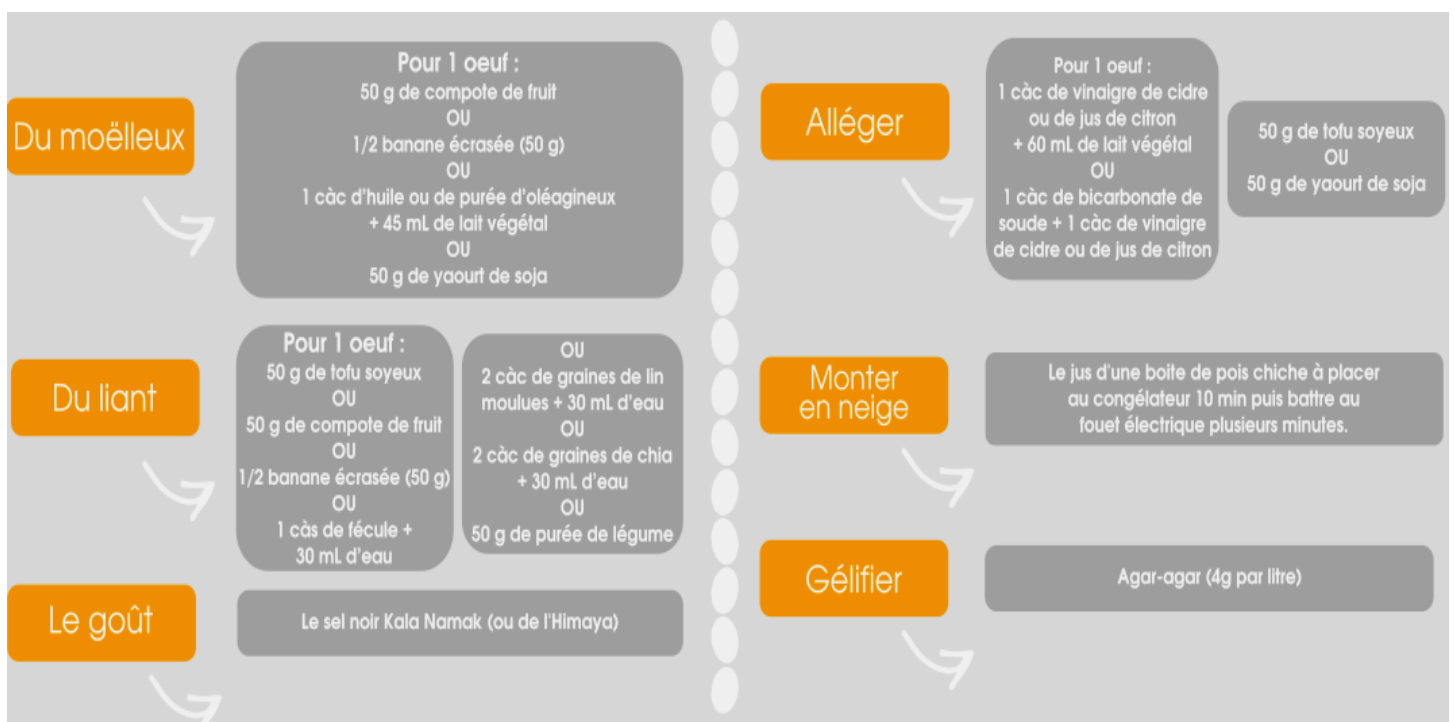 Du moëlleux
Pour 1 oeuf :
50 g de compote de fruit
OU
1/2 banane écrasée (50 g)
OU
1 càc d'huile ou de purée d'oléagineux
+ 45 mL de lait végétal
OU
50 g de yaourt de soja
Du liant
Pour 1 oeuf :
50 g de tofu soyeux
OU
50 g de compote de fruit
OU
1/2 banane écrasée (50 g)
OU
1 càs de fécule +
30 mL d'eau
OU
2 càc de graines de lin
moulues + 30 mL d'eau
OU
2 càc de graines de chia
+ 30 mL d'eau
OU
50 g de purée de légume
Le goût
Le sel noir Kala Namak (ou de l'Himaya)
Alléger
Pour 1 oeuf :
1 càc de vinaigre de cidre
ou de jus de citron
+ 60 mL de lait végétal
OU
1 càc de bicarbonate de
soude + 1 càc de vinaigre
de cidre ou de jus de citron
50 g de tofu soyeux
OU
50 g de yaourt de soja
Monter
en neige
Le jus d'une boite de pois chiche à placer
au congélateur 10 min puis battre au
fouet électrique plusieurs minutes.
Gélifier
Agar-agar (4g par litre)